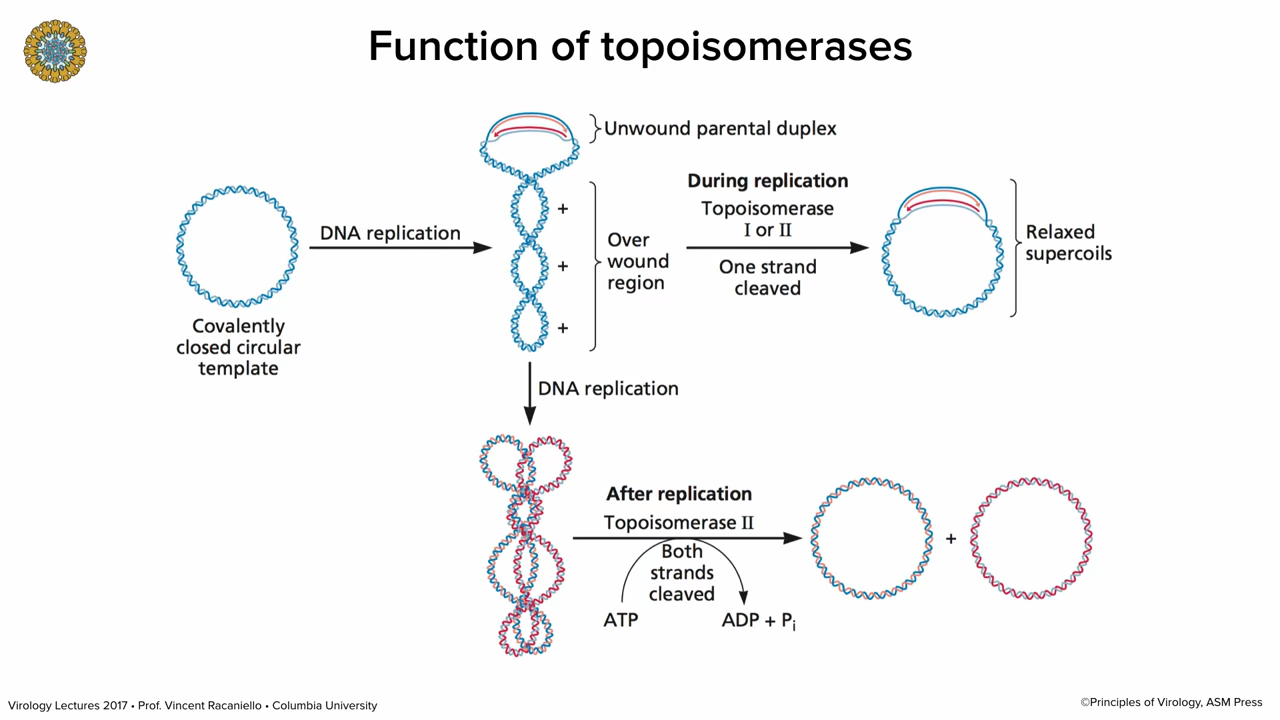 Function of topoisomerases
Unwound parental duplex
During replication
Topoisomerase
I or II
One strand
cleaved
DNA replication
+
+
+
Over
wound
region
Relaxed
supercoils
Covalently
closed circular
template
DNA replication
After replication
Topoisomerase II
Both
strands
cleaved
ATP
ADP + Pi
+
Virology Lectures 2017 • Prof. Vincent Racaniello • Columbia University
©Principles of Virology, ASM Press